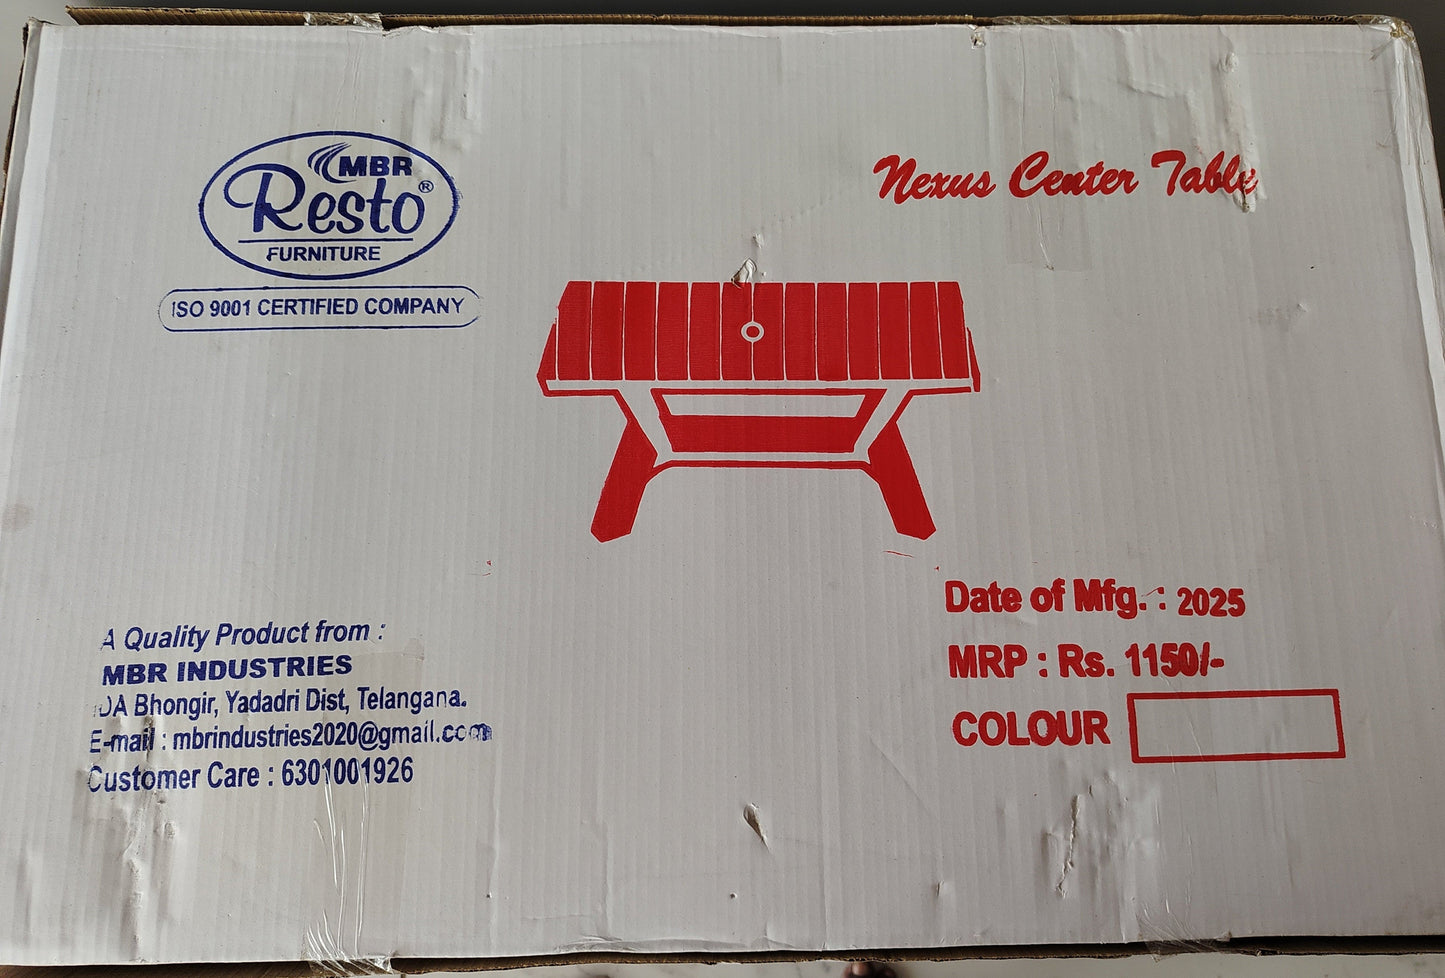 MBR
Resto®
FURNITURE
ISO 9001 CERTIFIED COMPANY
Nexus Center Table
Date of Mfg. : 2025
MRP : Rs. 1150/-
COLOUR
A Quality Product from :
MBR INDUSTRIES
IDA Bhongir, Yadadri Dist, Telangana.
E-mail : mbrindustries2020@gmail.com
Customer Care : 6301001926